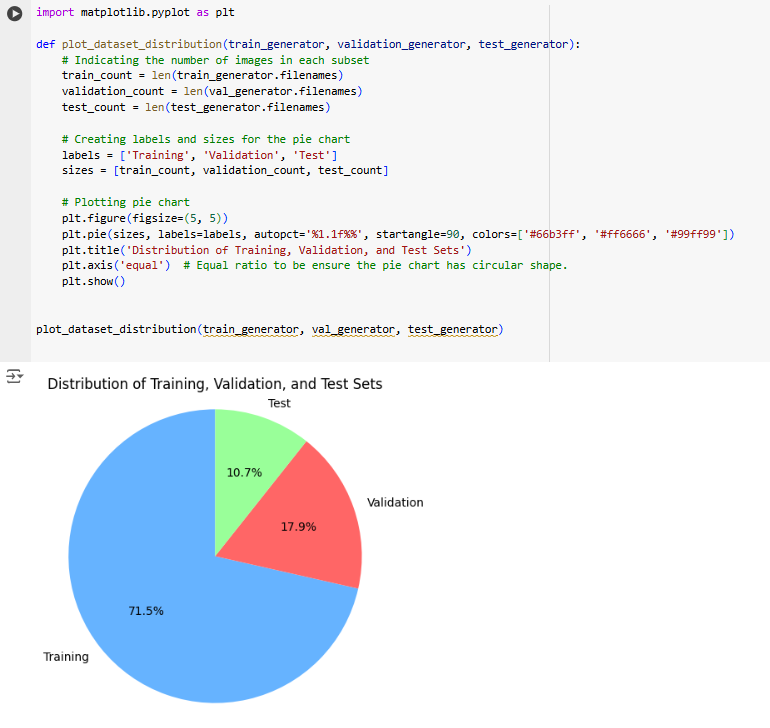 import matplotlib.pyplot as plt
def plot_dataset_distribution(train_generator, validation_generator, test_generator):
# Indicating the number of images in each subset
train_count = len(train_generator.filenames)
validation_count = len(val_generator.filenames)
test_count = len(test_generator.filenames)
# Creating labels and sizes for the pie chart
labels = ['Training', 'Validation', 'Test']
sizes = [train_count, validation_count, test_count]
# Plotting pie chart
plt.figure(figsize=(5, 5))
plt.pie(sizes, labels=labels, autopct='%1.1f%%', startangle=90, colors=['#66b3ff', '#ff6666', '#99ff99'])
plt.title('Distribution of Training, Validation, and Test Sets')
plt.axis('equal')  # Equal ratio to be ensure the pie chart has circular shape.
plt.show()
plot_dataset_distribution(train_generator, val_generator, test_generator)
Distribution of Training, Validation, and Test Sets
Test
10.7%
Validation
17.9%
71.5%
Training